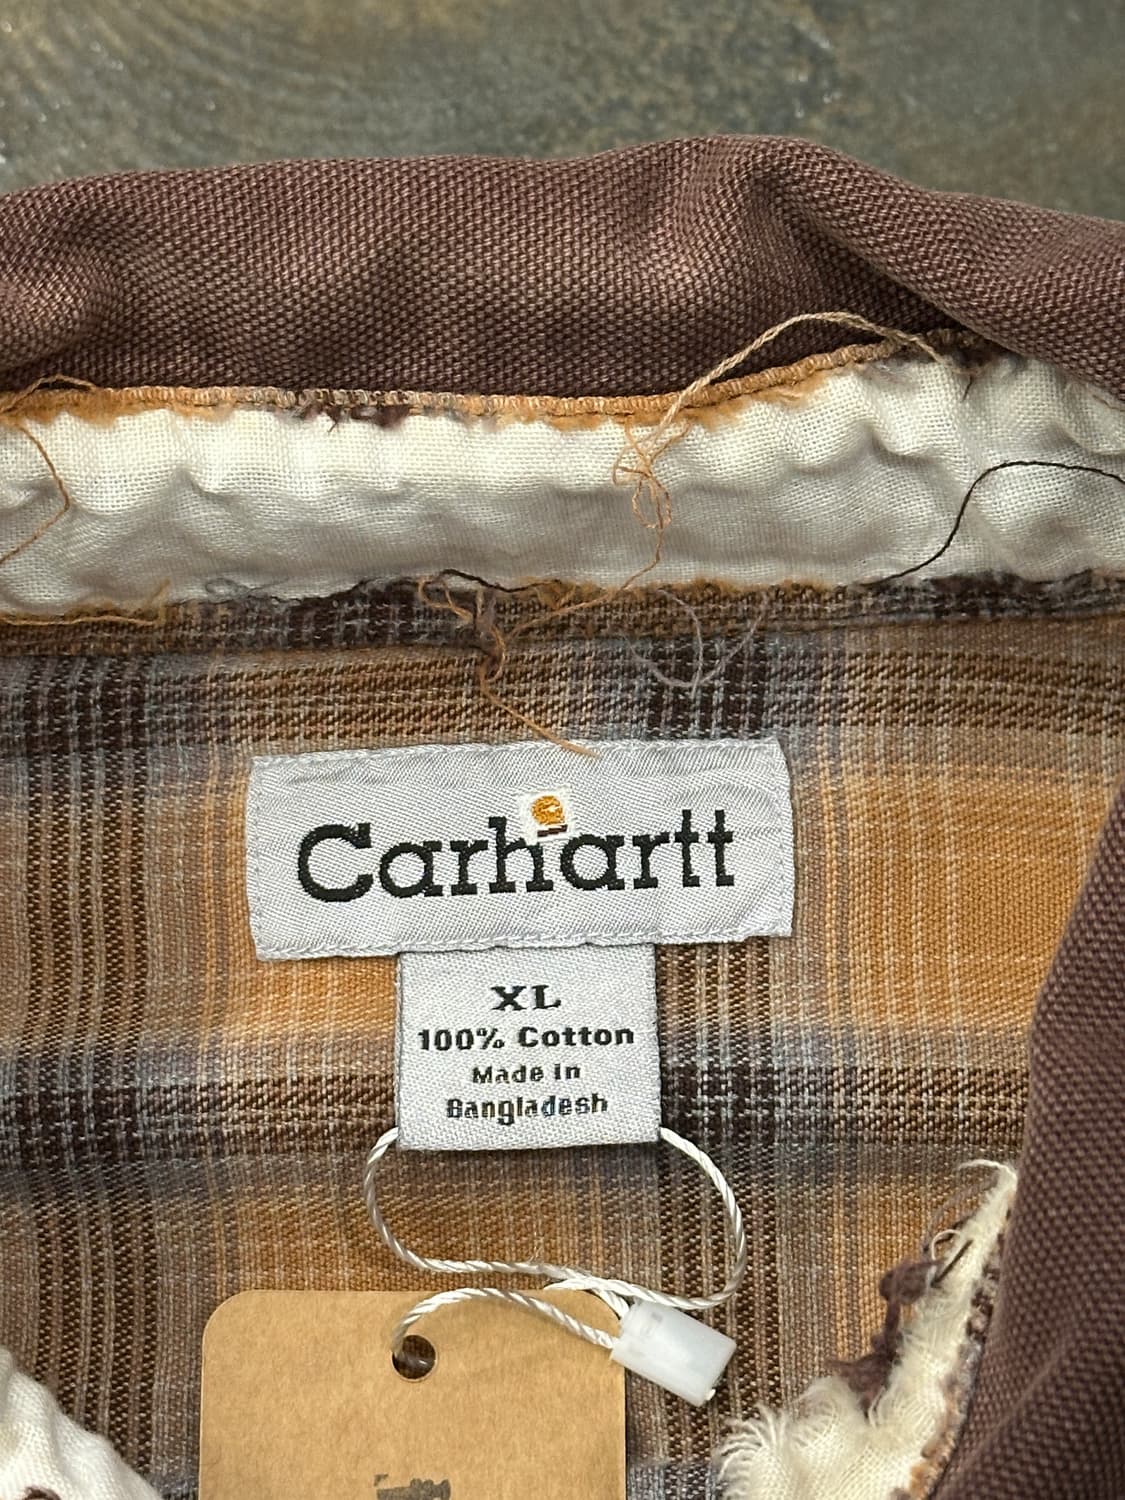 Carhartt
XL
100% Cotton
Made in
Bangladesh